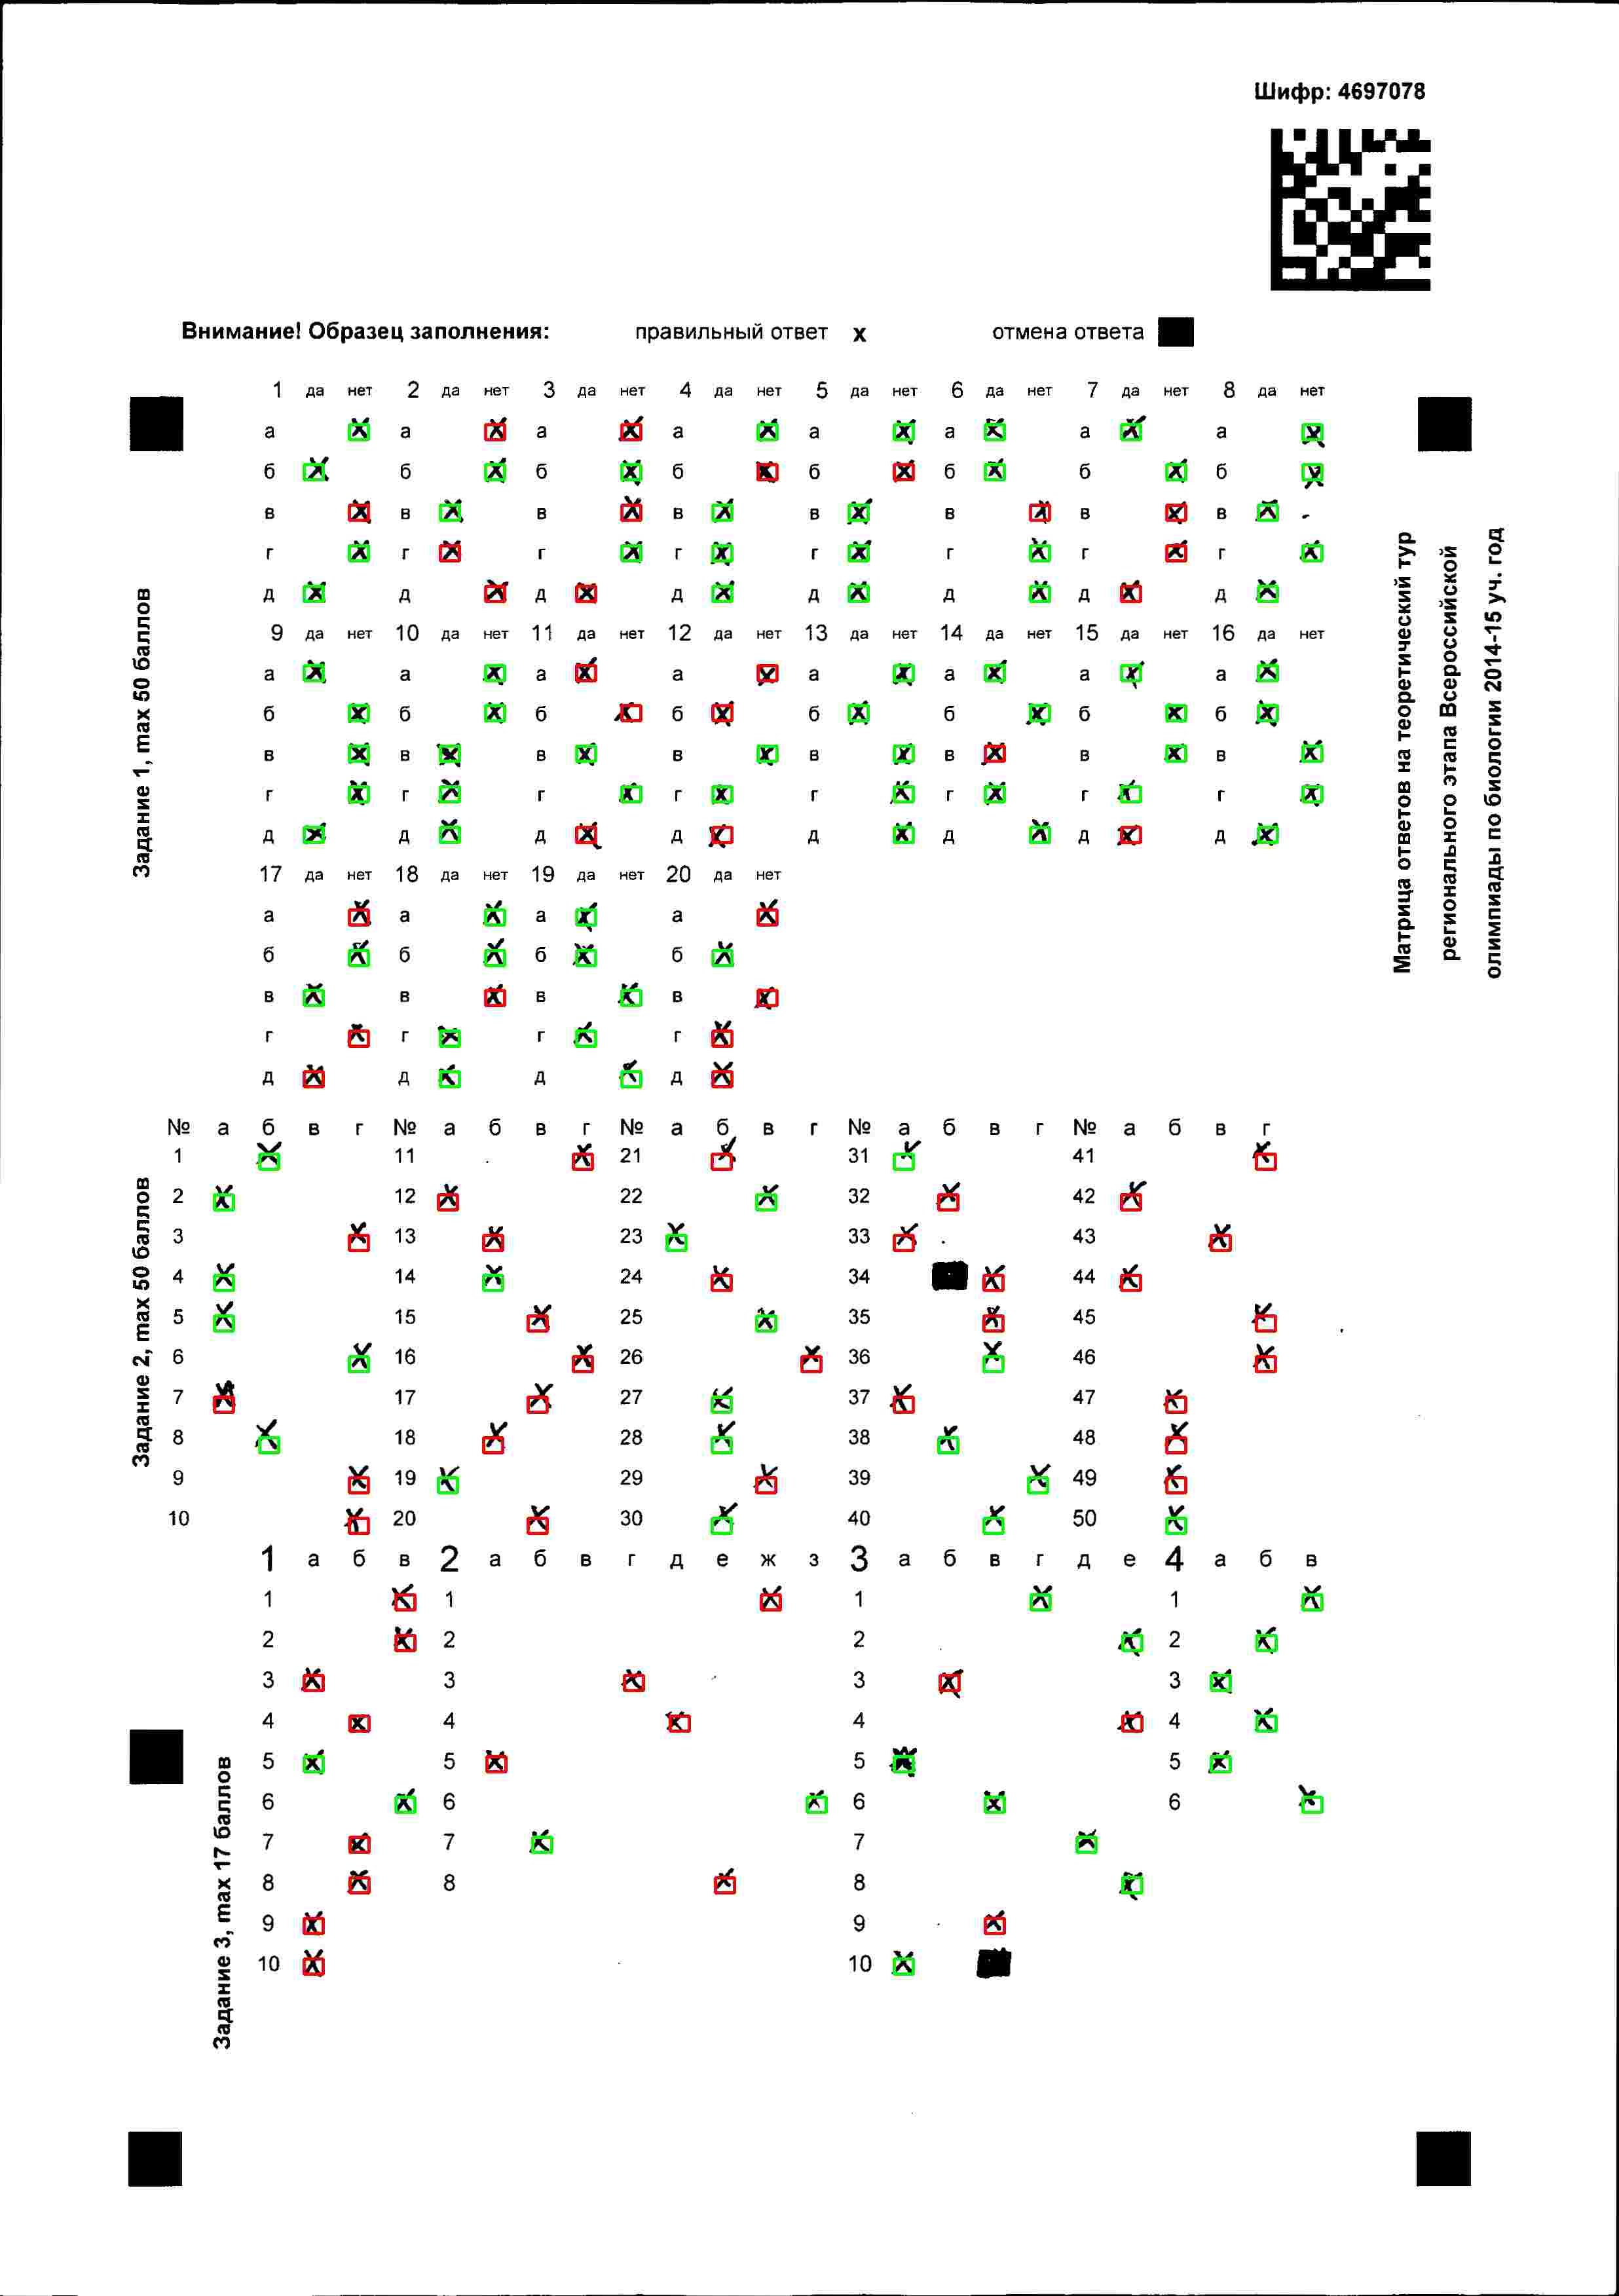 Шифр: 4697078
Внимание! Образец заполнения: правильный ответ x отмена ответа
1 да нет 2 да нет 3 да нет 4 да нет 5 да нет 6 да нет 7 да нет 8 да нет
а а а а а а а а
б б б б б б б б
в в в в в в в в
г г г г г г г г
д д д д д д д д
9 да нет 10 да нет 11 да нет 12 да нет 13 да нет 14 да нет 15 да нет 16 да нет
а а а а а а а а
б б б б б б б б
в в в в в в в в
г г г г г г г г
д д д д д д д д
17 да нет 18 да нет 19 да нет 20 да нет
а а а а
б б б б
в в в в
г г г г
д д д д
Задание 1, max 50 баллов
Матрица ответов на теоретический тур
регионального этапа Всероссийской
олимпиады по биологии 2014-15 уч. год
№ а б в г № а б в г № а б в г № а б в г № а б в г
1 11 21 31 41
2 12 22 32 42
3 13 23 33 43
4 14 24 34 44
5 15 25 35 45
6 16 26 36 46
7 17 27 37 47
8 18 28 38 48
9 19 29 39 49
10 20 30 40 50
Задание 2, max 50 баллов
1 а б в 2 а б в г д е ж з 3 а б в г д е 4 а б в
1 1 1 1
2 2 2 2
3 3 3 3
4 4 4 4
5 5 5 5
6 6 6 6
7 7 7
8 8 8
9 9
10 10
Задание 3, max 17 баллов